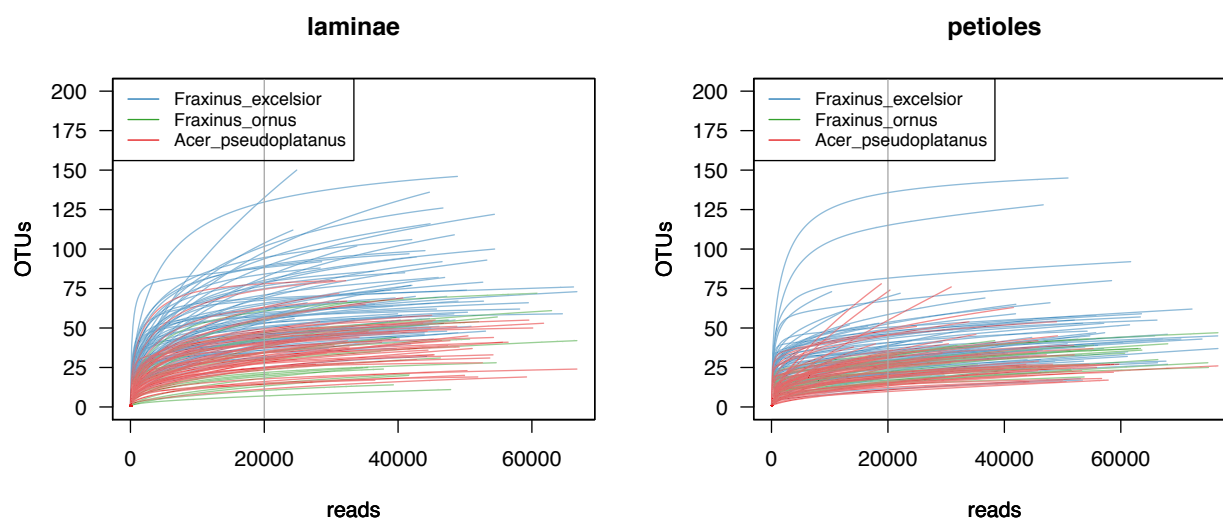 laminae
200
175
150
125
100
75
50
25
0
OTUs
Fraxinus_excelsior
Fraxinus_ornus
Acer_pseudoplatanus
0
20000
40000
60000
reads
petioles
200
175
150
125
100
75
50
25
0
OTUs
Fraxinus_excelsior
Fraxinus_ornus
Acer_pseudoplatanus
0
20000
40000
60000
reads